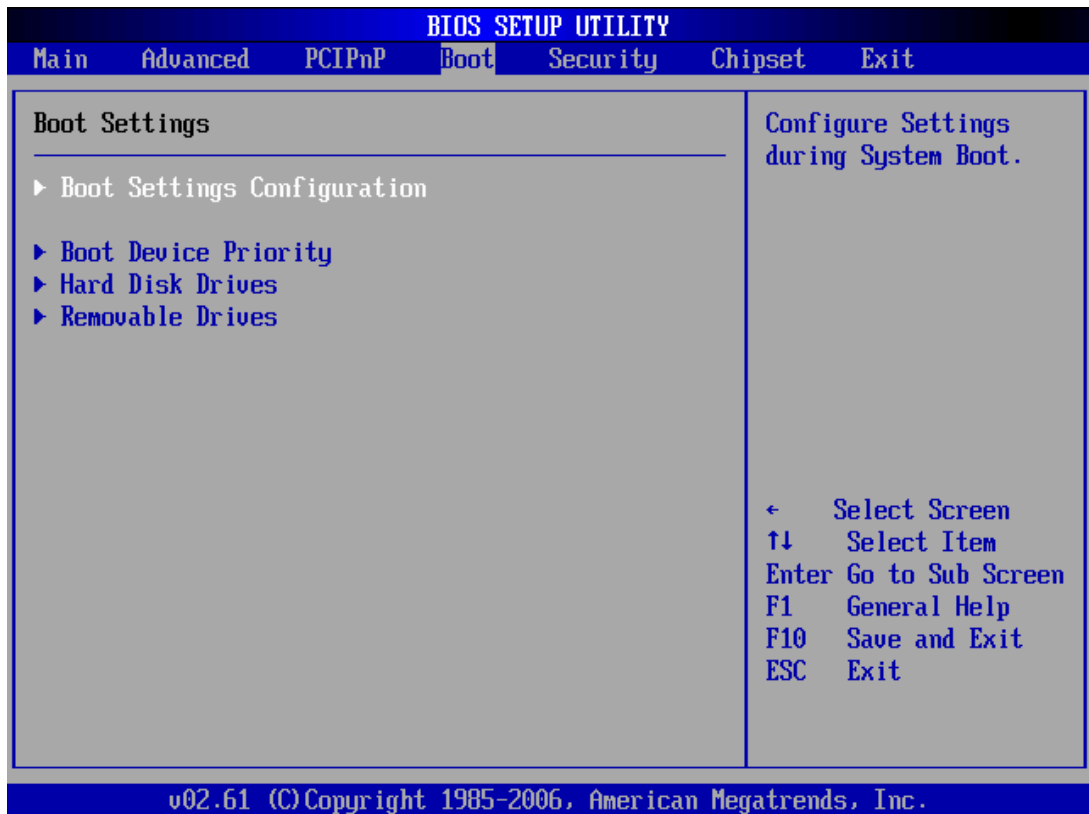 BIOS SETUP UTILITY
Main Advanced PCIPnP Boot Security Chipset Exit
Boot Settings
▶ Boot Settings Configuration
▶ Boot Device Priority
▶ Hard Disk Drives
▶ Removable Drives
Configure Settings
during System Boot.
← Select Screen
↑↓ Select Item
Enter Go to Sub Screen
F1 General Help
F10 Save and Exit
ESC Exit
v02.61 (C)Copyright 1985-2006, American Megatrends, Inc.